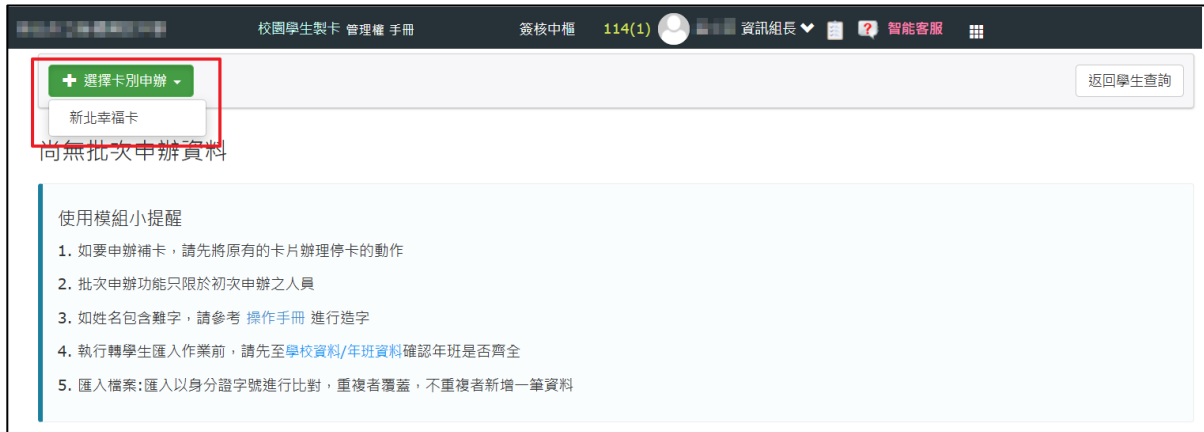 校園學生製卡 管理權 手冊 簽核中樞 114(1) 資訊組長 智能客服
選擇卡別申辦 返回學生查詢
新北幸福卡
尚無批次申辦資料
使用模組小提醒
1. 如要申辦補卡，請先將原有的卡片辦理停卡的動作
2. 批次申辦功能只限於初次申辦之人員
3. 如姓名包含難字，請參考 操作手冊 進行造字
4. 執行轉學生匯入作業前，請先至學校資料/年班資料確認年班是否齊全
5. 匯入檔案:匯入以身分證字號進行比對，重複者覆蓋，不重複者新增一筆資料